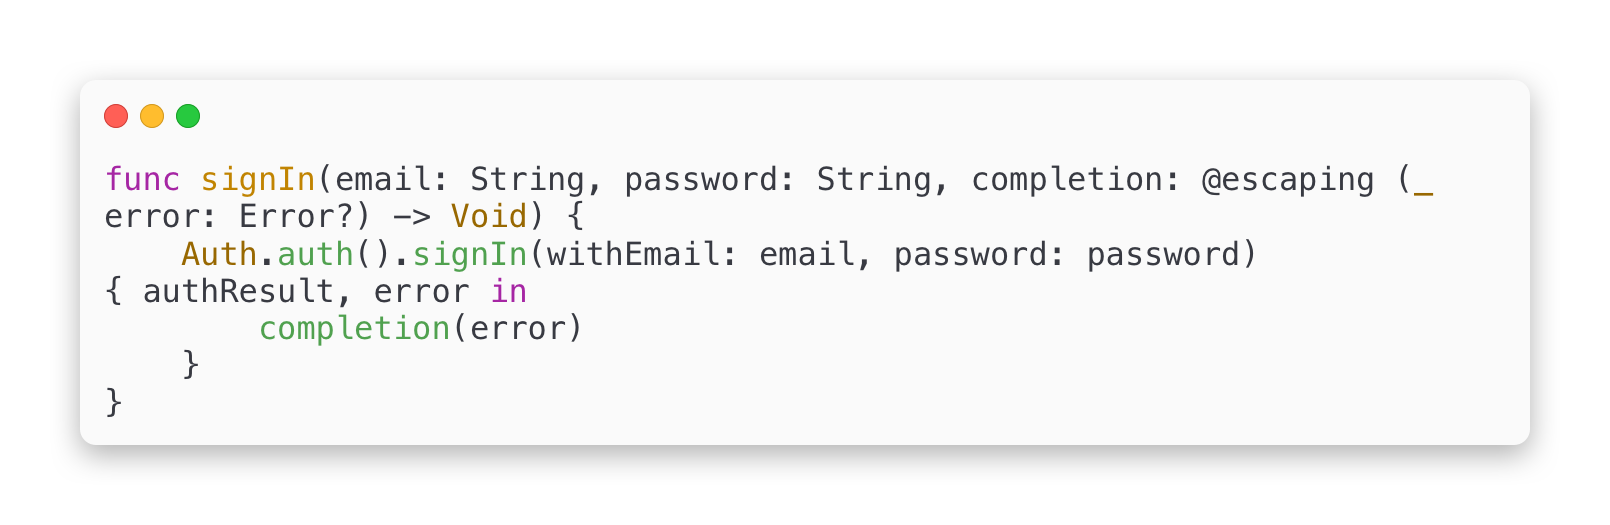 func signIn(email: String, password: String, completion: @escaping (_
error: Error?) -> Void) {
    Auth.auth().signIn(withEmail: email, password: password)
{ authResult, error in
        completion(error)
    }
}